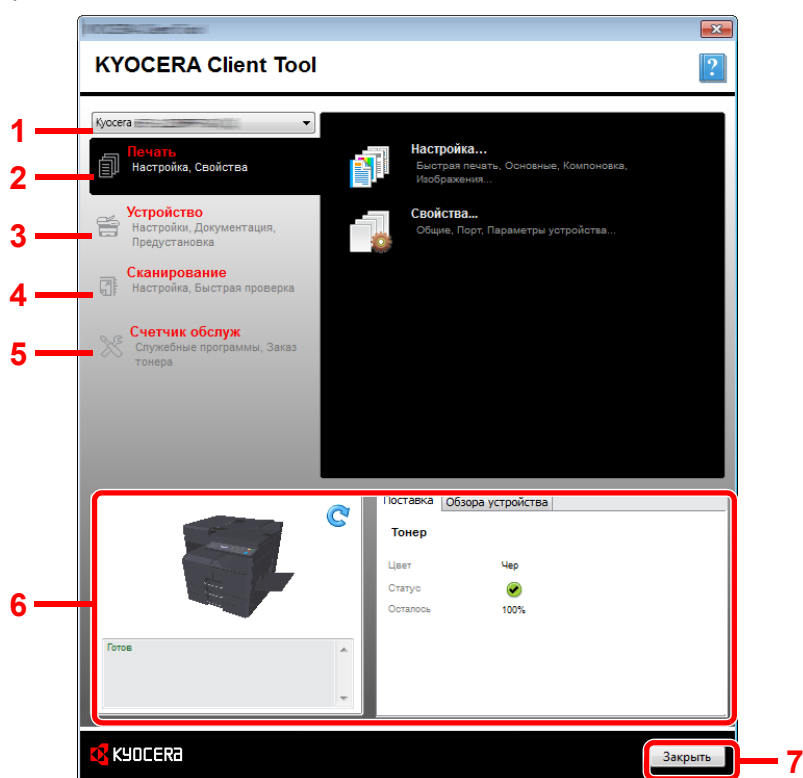 KYOCERA Client Tool
?
1
Kyocera
2
Печать
Настройка, Свойства
3
Устройство
Настройки, Документация,
Предустановка
4
Сканирование
Настройка, Быстрая проверка
5
Счетчик обслуж
Служебные программы, Заказ
тонера
Настройка...
Быстрая печать, Основные, Компоновка,
Изображения...
Свойства...
Общие, Порт, Параметры устройства...
6
Готов
Поставка Обзора устройства
Тонер
Цвет Чер
Статус
Осталось 100%
KYOCERA
Закрыть
7